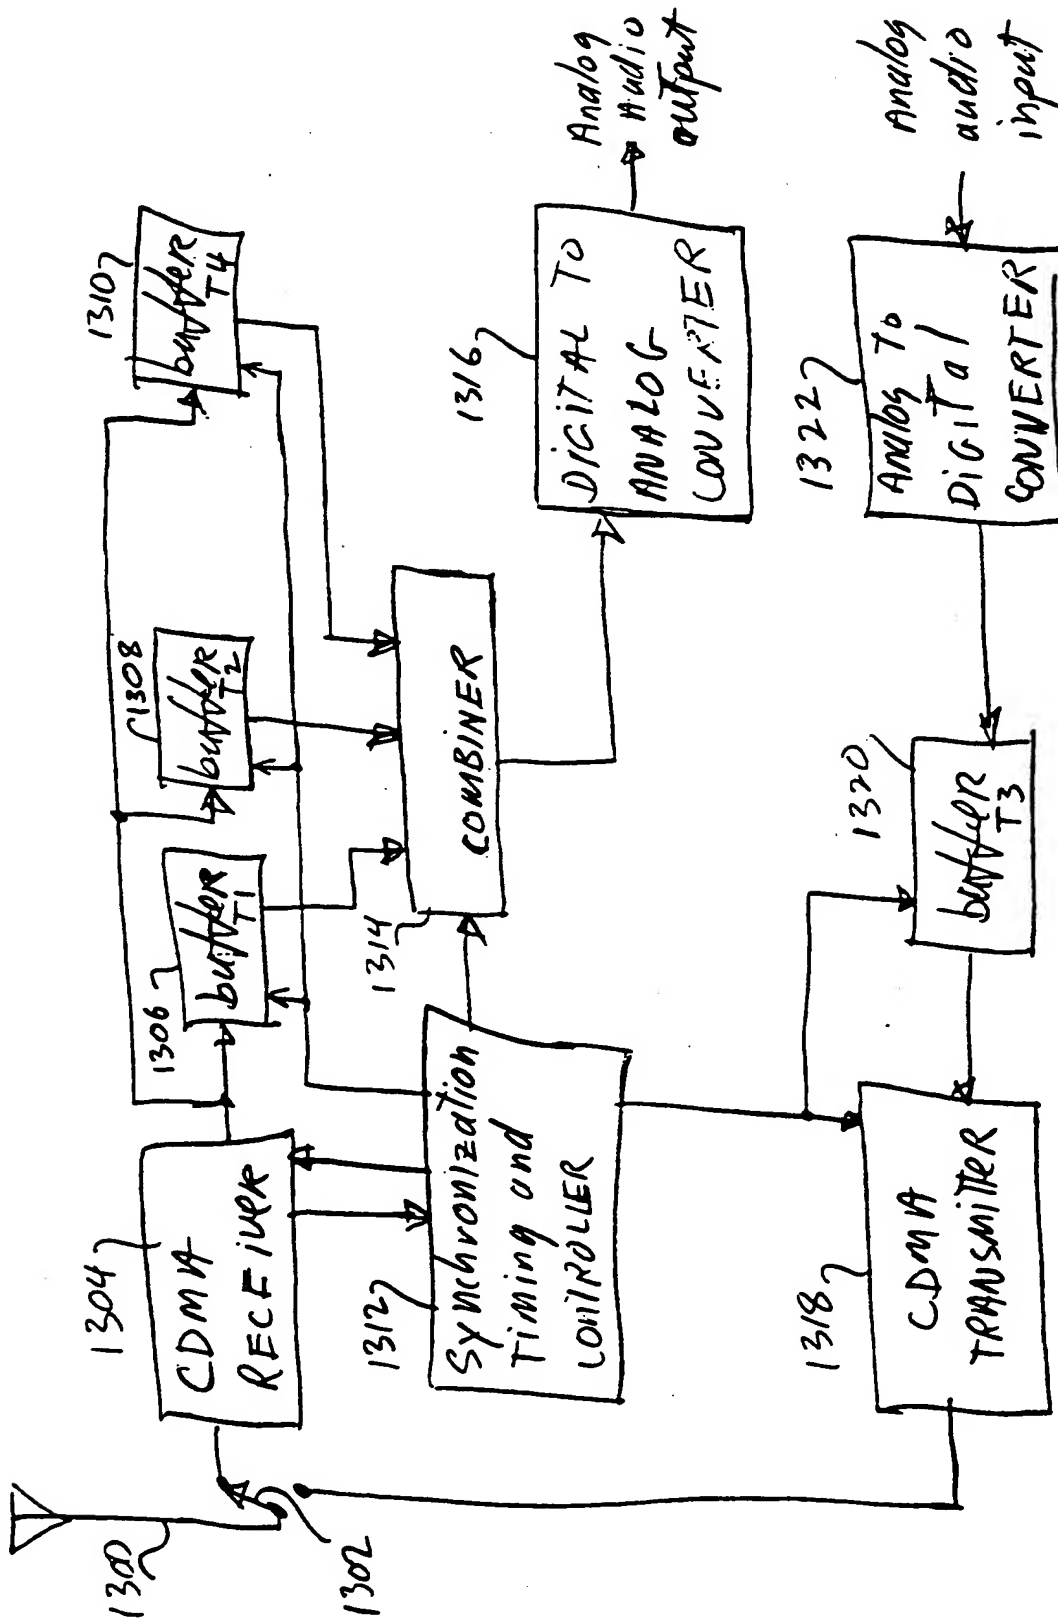 1300
1302
1304
CDMA
RECEIVER
1306
buffer
T1
1308
buffer
T2
1310
buffer
T4
1312
Synchronization
Timing and
CONTROLLER
1314
COMBINER
1316
DIGITAL TO
ANALOG
CONVERTER
Analog
Audio
output
1318
CDMA
TRANSMITTER
1320
buffer
T3
1322
Analog To
DIGITal
CONVERTER
Analog
audio
input